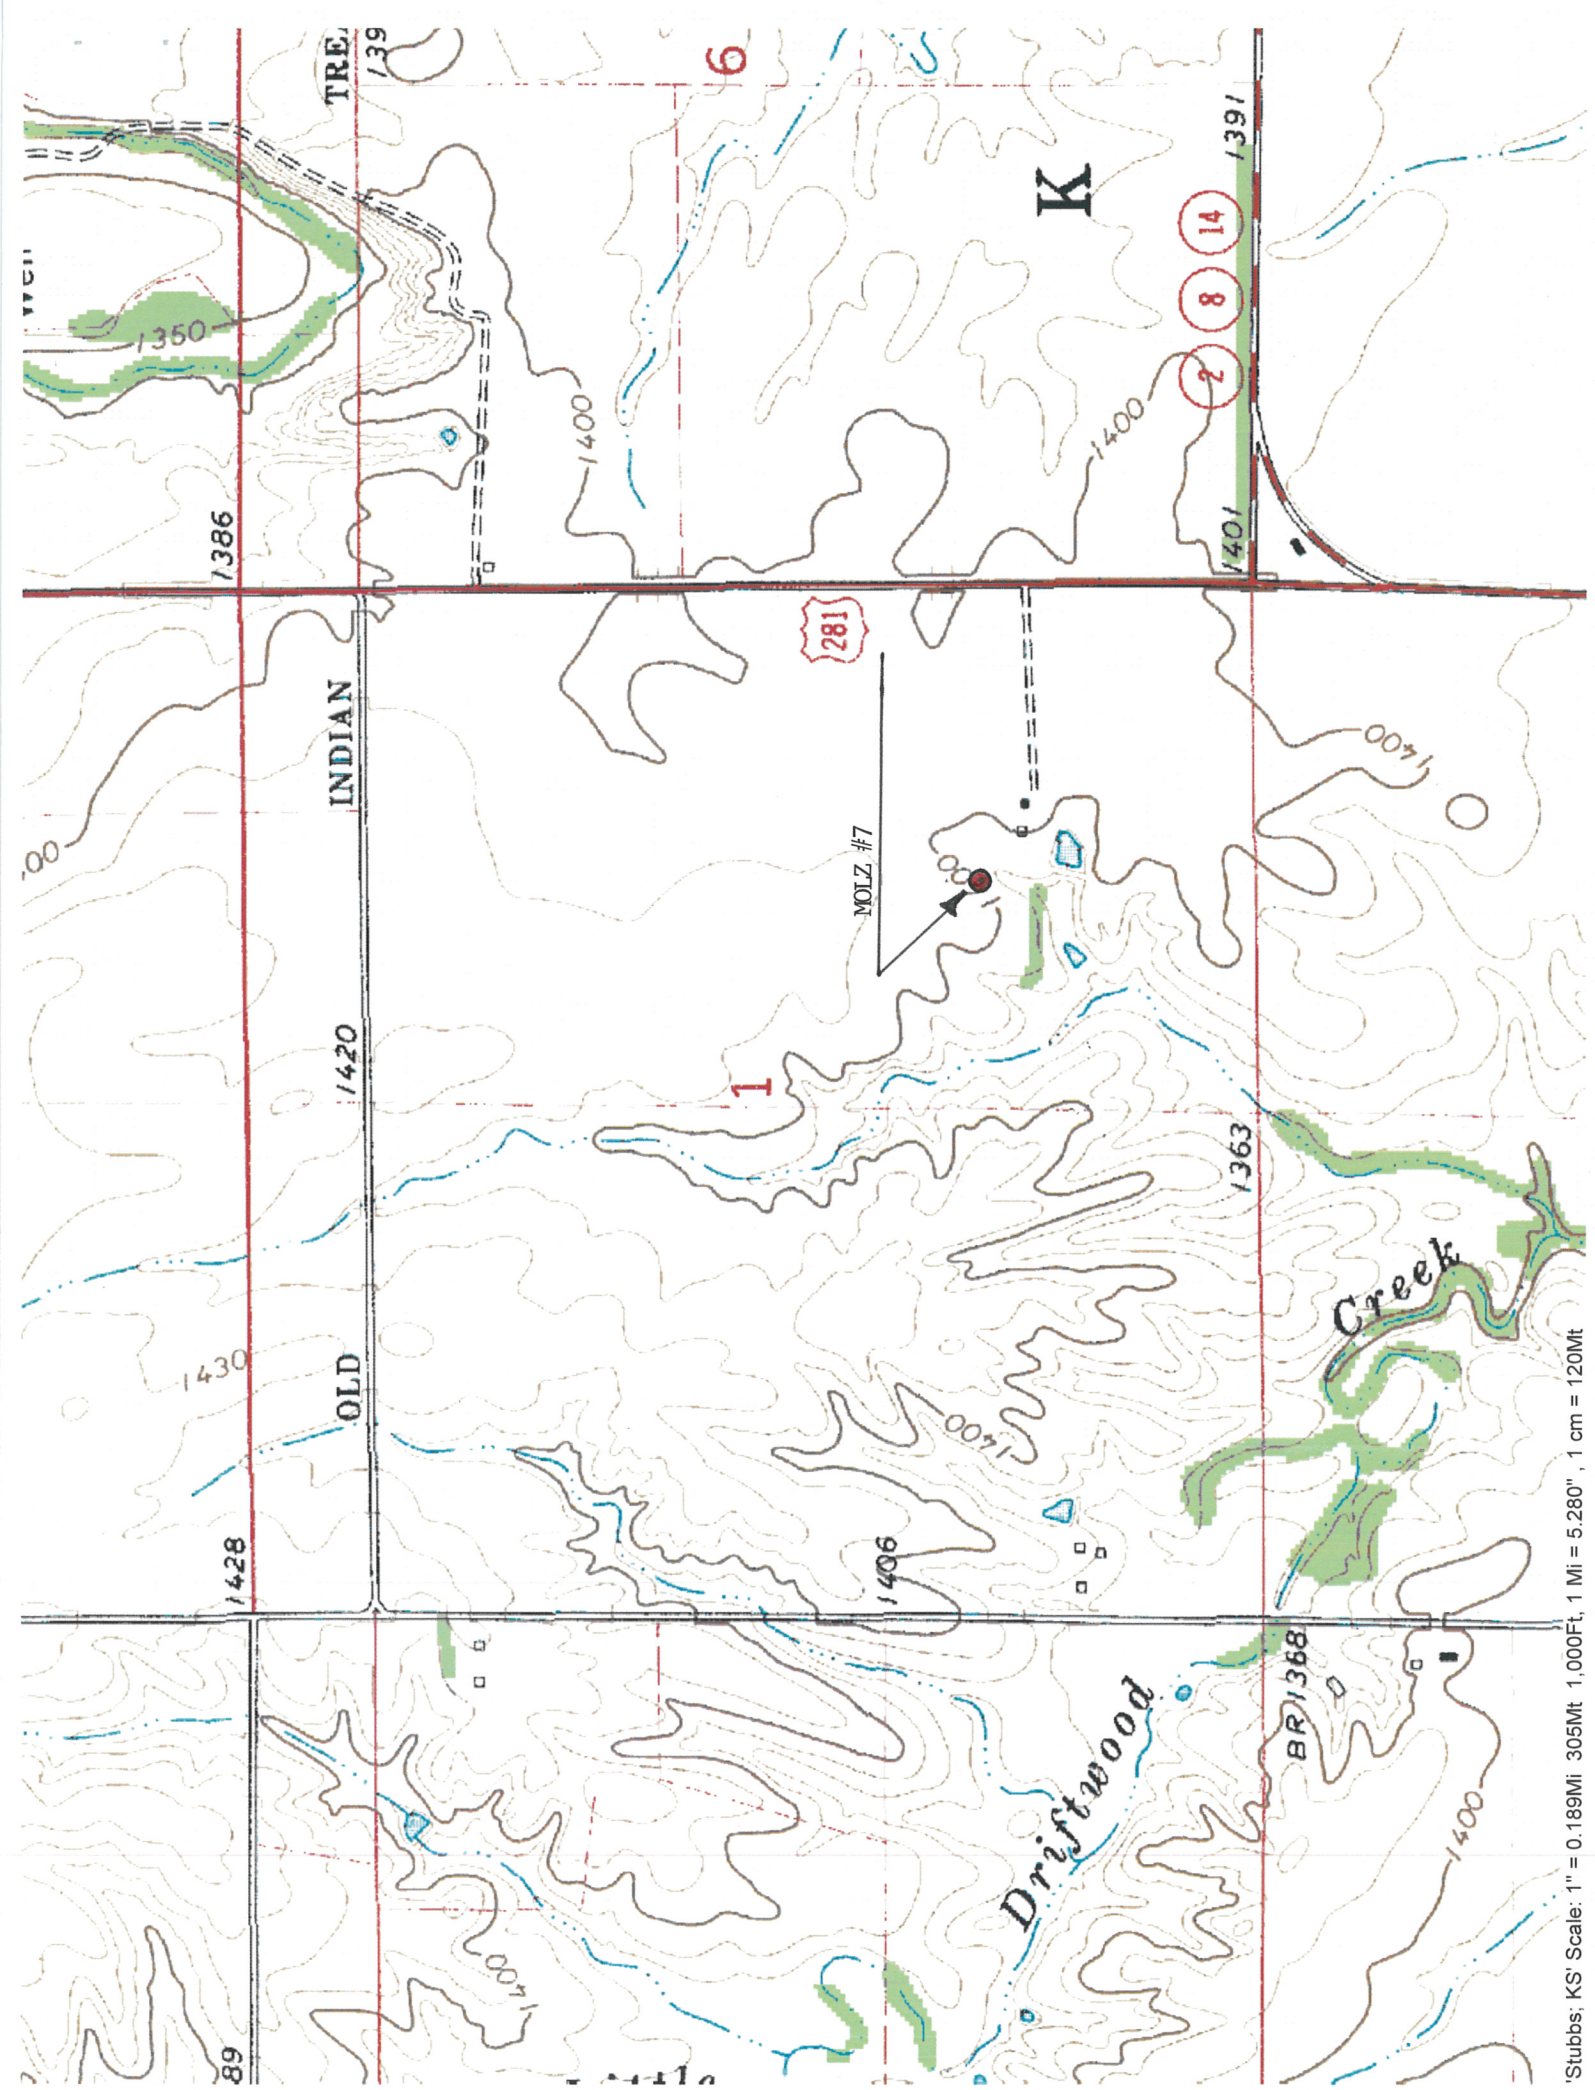 TRE
139
6
K
1391
14
8
2
1350
1400
1400
1401
1386
281
INDIAN
1400
00
MOLZ #7
00
1420
1
1363
Creek
1430
OLD
1400
1428
1406
BR 1368
Driftwood
1400
1400
89
'Stubbs; KS' Scale: 1" = 0.189Mi 305Mt 1,000Ft, 1 Mi = 5.280" , 1 cm = 120Mt